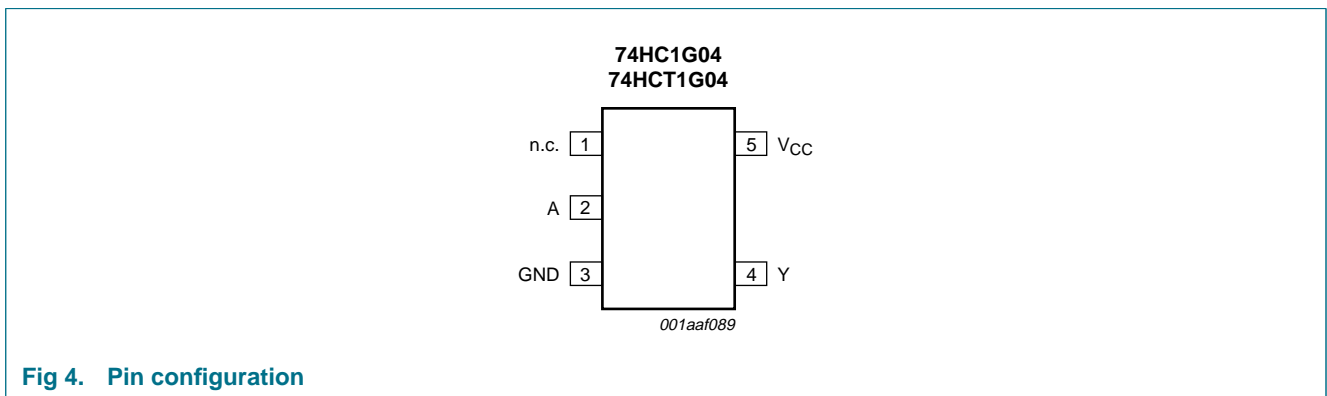 74HC1G04
74HCT1G04
n.c. 1
5 VCC
A 2
GND 3
4 Y
001aaf089
Fig 4. Pin configuration